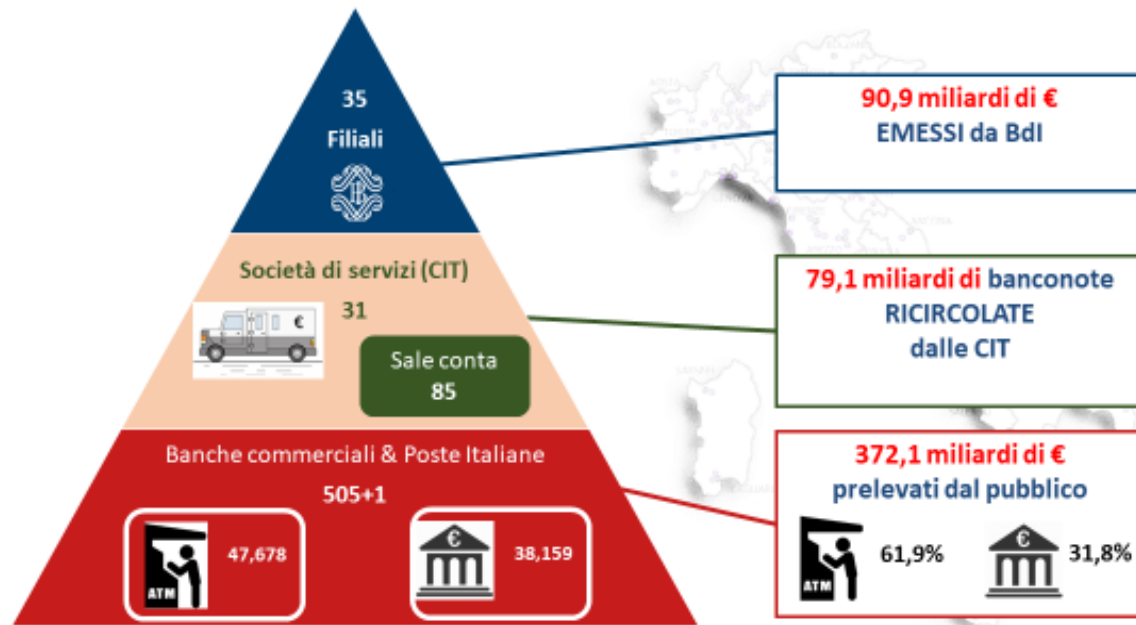 35
Filiali
Società di servizi (CIT)
31
€
Sale conta
85
Banche commerciali & Poste Italiane
505+1
ATM
47,678
€
38,159
90,9 miliardi di €
EMESSI da BdI
79,1 miliardi di banconote
RICIRCOLATE
dalle CIT
372,1 miliardi di €
prelevati dal pubblico
ATM
61,9%
€
31,8%